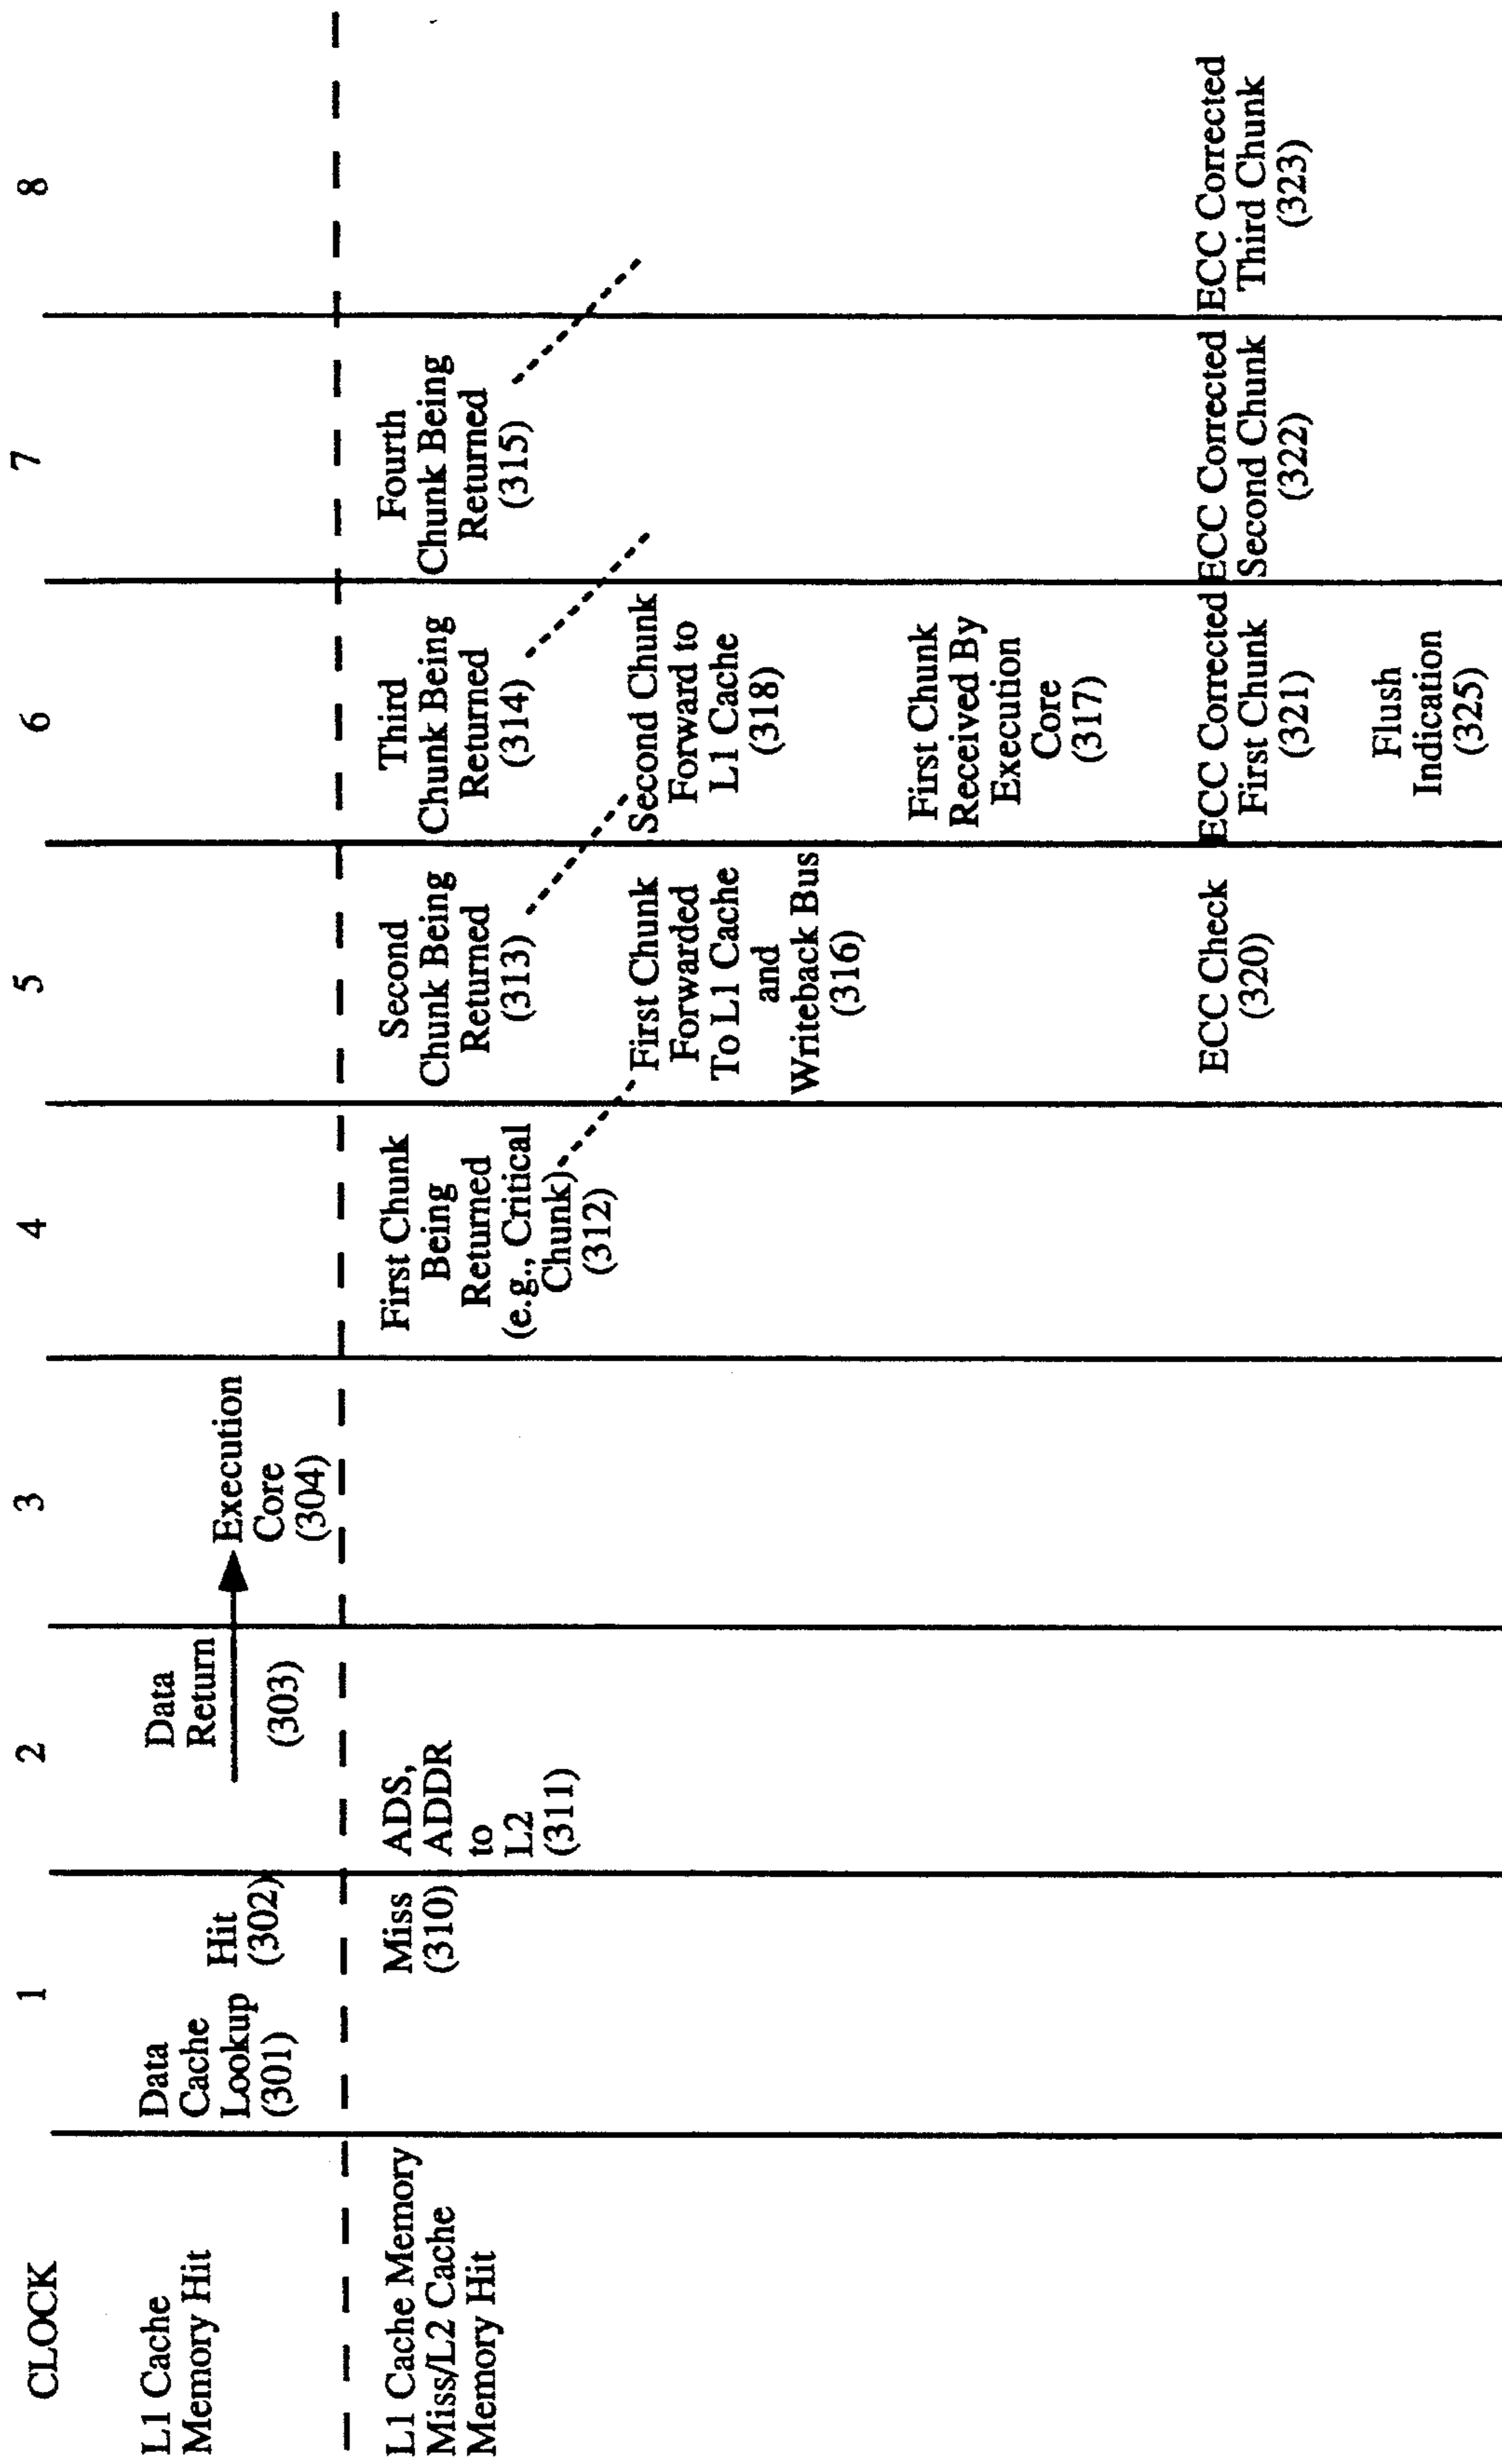 CLOCK
1
2
3
4
5
6
7
8
L1 Cache
Memory Hit
Data
Cache
Lookup
(301)
Hit
(302)
Data
Return
(303)
Execution
Core
(304)
L1 Cache Memory
Miss/L2 Cache
Memory Hit
Miss
(310)
ADS,
ADDR
to
L2
(311)
First Chunk
Being
Returned
(e.g., Critical
Chunk)
(312)
Second
Chunk Being
Returned
(313)
Third
Chunk Being
Returned
(314)
Fourth
Chunk Being
Returned
(315)
First Chunk
Forwarded
To L1 Cache
and
Writeback Bus
(316)
Second Chunk
Forward to
L1 Cache
(318)
First Chunk
Received By
Execution
Core
(317)
ECC Check
(320)
ECC Corrected
First Chunk
(321)
ECC Corrected
Second Chunk
(322)
ECC Corrected
Third Chunk
(323)
Flush
Indication
(325)